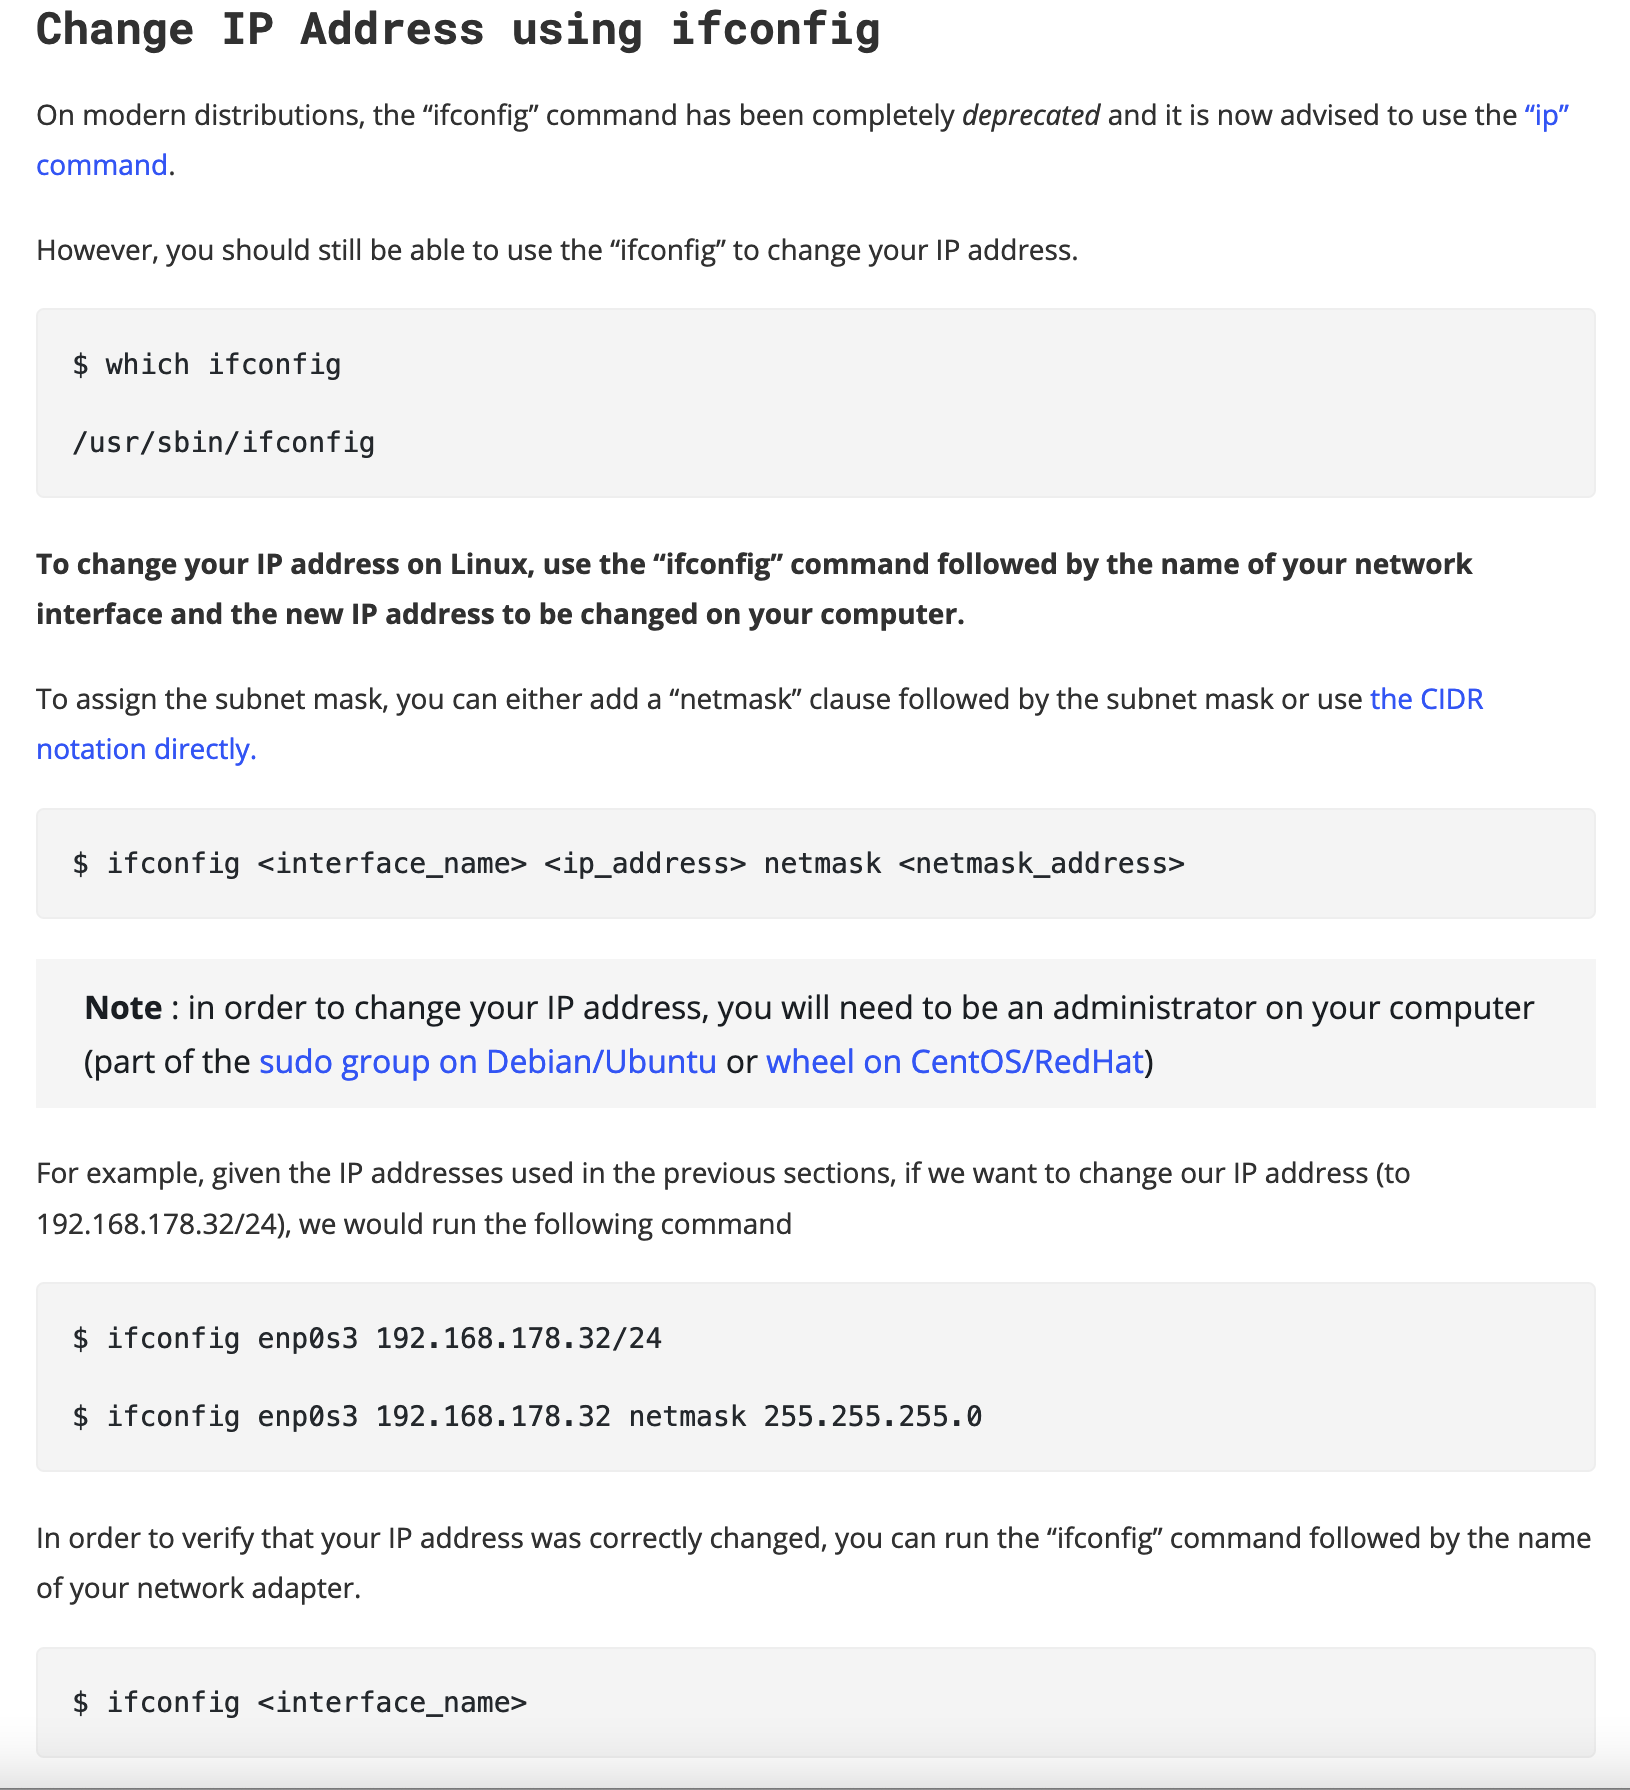 Change IP Address using ifconfig
On modern distributions, the “ifconfig” command has been completely deprecated and it is now advised to use the “ip”
command.
However, you should still be able to use the “ifconfig” to change your IP address.
$ which ifconfig
/usr/sbin/ifconfig
To change your IP address on Linux, use the “ifconfig” command followed by the name of your network
interface and the new IP address to be changed on your computer.
To assign the subnet mask, you can either add a “netmask” clause followed by the subnet mask or use the CIDR
notation directly.
$ ifconfig <interface_name> <ip_address> netmask <netmask_address>
Note : in order to change your IP address, you will need to be an administrator on your computer
(part of the sudo group on Debian/Ubuntu or wheel on CentOS/RedHat)
For example, given the IP addresses used in the previous sections, if we want to change our IP address (to
192.168.178.32/24), we would run the following command
$ ifconfig enp0s3 192.168.178.32/24
$ ifconfig enp0s3 192.168.178.32 netmask 255.255.255.0
In order to verify that your IP address was correctly changed, you can run the “ifconfig” command followed by the name
of your network adapter.
$ ifconfig <interface_name>